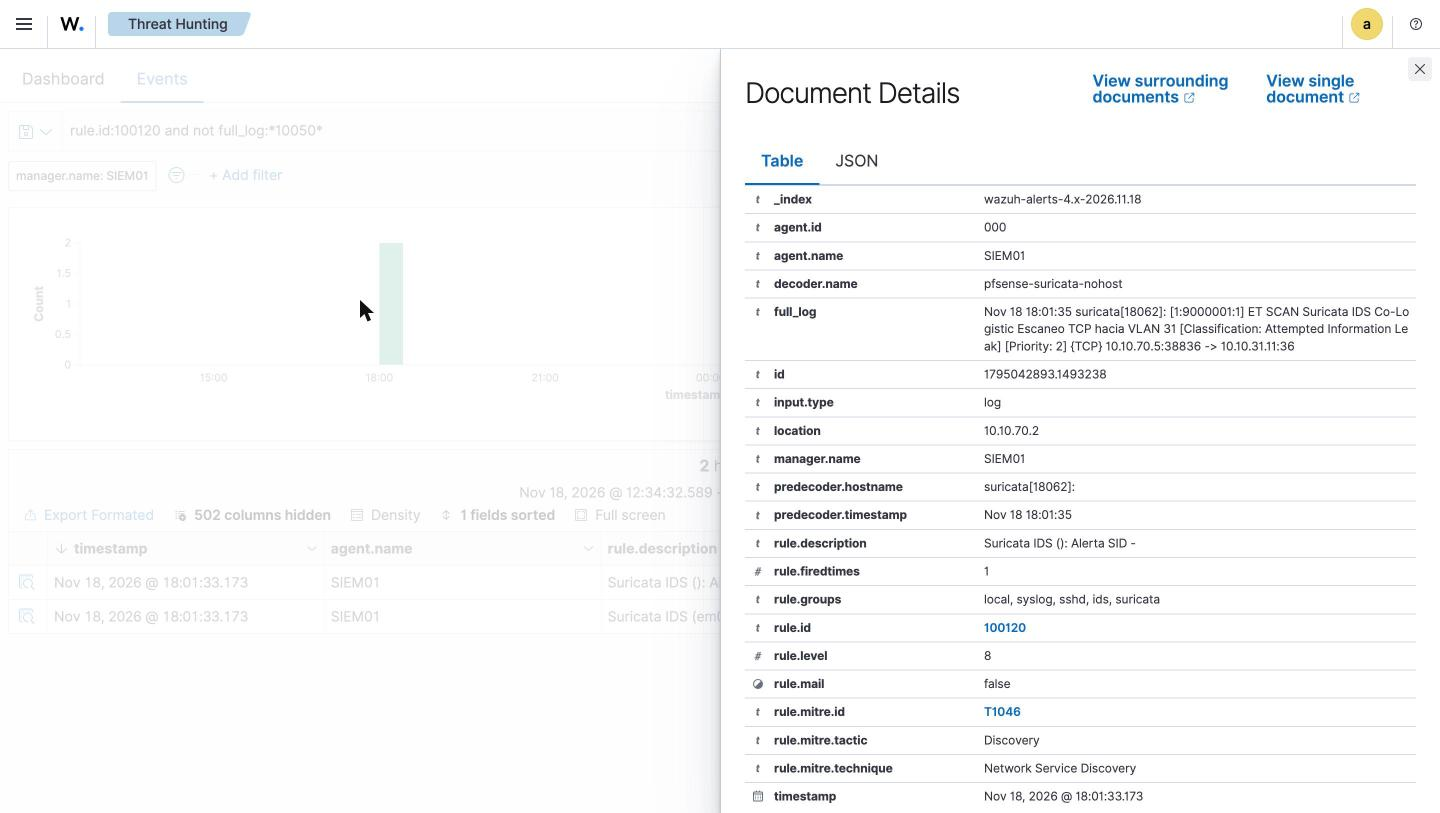 W.
Threat Hunting
a
Dashboard
Events
rule.id:100120 and not full_log:*10050*
manager.name: SIEM01
+ Add filter
2
1.5
1
0.5
0
Count
15:00
18:00
21:00
00:00
timestam
2 h
Nov 18, 2026 @ 12:34:32.589 -
Export Formated
502 columns hidden
Density
1 fields sorted
Full screen
timestamp
agent.name
rule.description
Nov 18, 2026 @ 18:01:33.173
SIEM01
Suricata IDS (): A
Nov 18, 2026 @ 18:01:33.173
SIEM01
Suricata IDS (em0
Document Details
View surrounding
documents
View single
document
Table
JSON
t _index wazuh-alerts-4.x-2026.11.18
t agent.id 000
t agent.name SIEM01
t decoder.name pfsense-suricata-nohost
t full_log Nov 18 18:01:35 suricata[18062]: [1:9000001:1] ET SCAN Suricata IDS Co-Lo
gistic Escaneo TCP hacia VLAN 31 [Classification: Attempted Information Le
ak] [Priority: 2] {TCP} 10.10.70.5:38836 -> 10.10.31.11:36
t id 1795042893.1493238
t input.type log
t location 10.10.70.2
t manager.name SIEM01
t predecoder.hostname suricata[18062]:
t predecoder.timestamp Nov 18 18:01:35
t rule.description Suricata IDS (): Alerta SID -
# rule.firedtimes 1
t rule.groups local, syslog, sshd, ids, suricata
t rule.id 100120
# rule.level 8
rule.mail false
t rule.mitre.id T1046
t rule.mitre.tactic Discovery
t rule.mitre.technique Network Service Discovery
timestamp Nov 18, 2026 @ 18:01:33.173